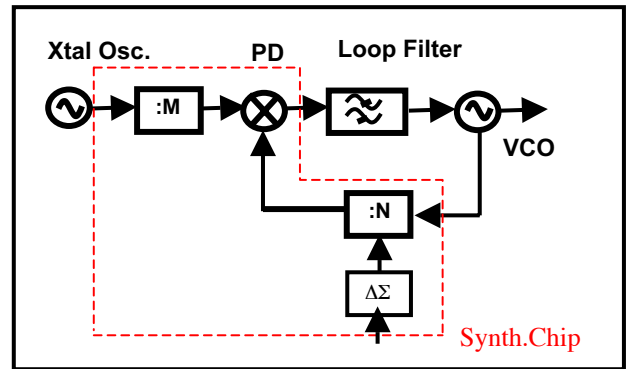 Xtal Osc.
PD
Loop Filter
:M
VCO
:N
ΔΣ
Synth.Chip